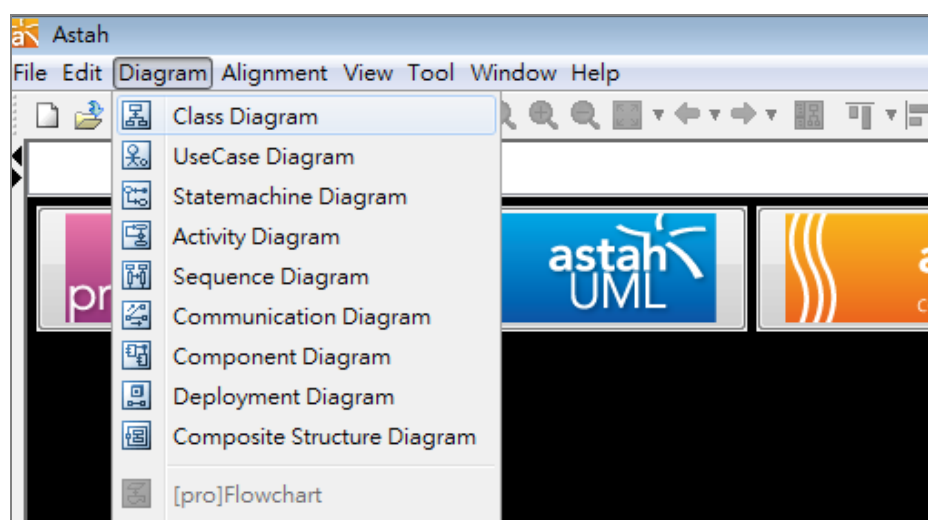 Astah
File Edit Diagram Alignment View Tool Window Help
Class Diagram
UseCase Diagram
Statemachine Diagram
Activity Diagram
Sequence Diagram
Communication Diagram
Component Diagram
Deployment Diagram
Composite Structure Diagram
[pro]Flowchart
pr
astah
UML
a
c